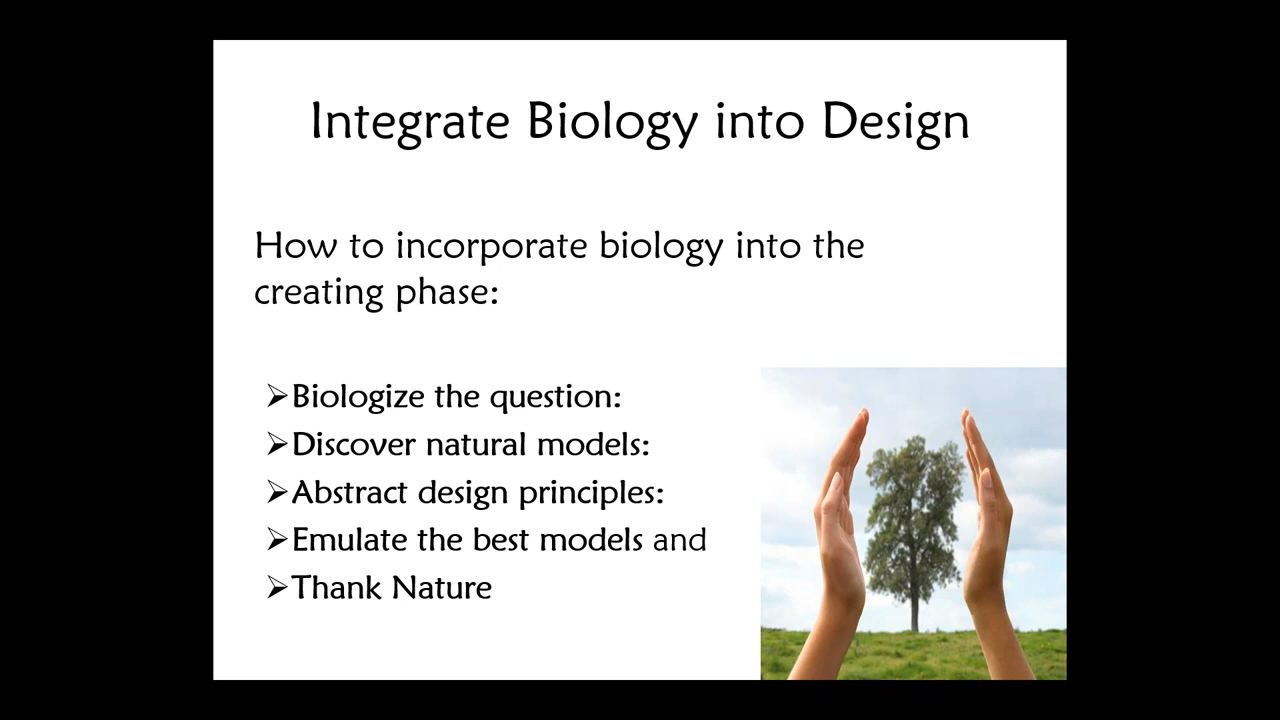 Integrate Biology into Design
How to incorporate biology into the
creating phase:
➢Biologize the question:
➢Discover natural models:
➢Abstract design principles:
➢Emulate the best models and
➢Thank Nature